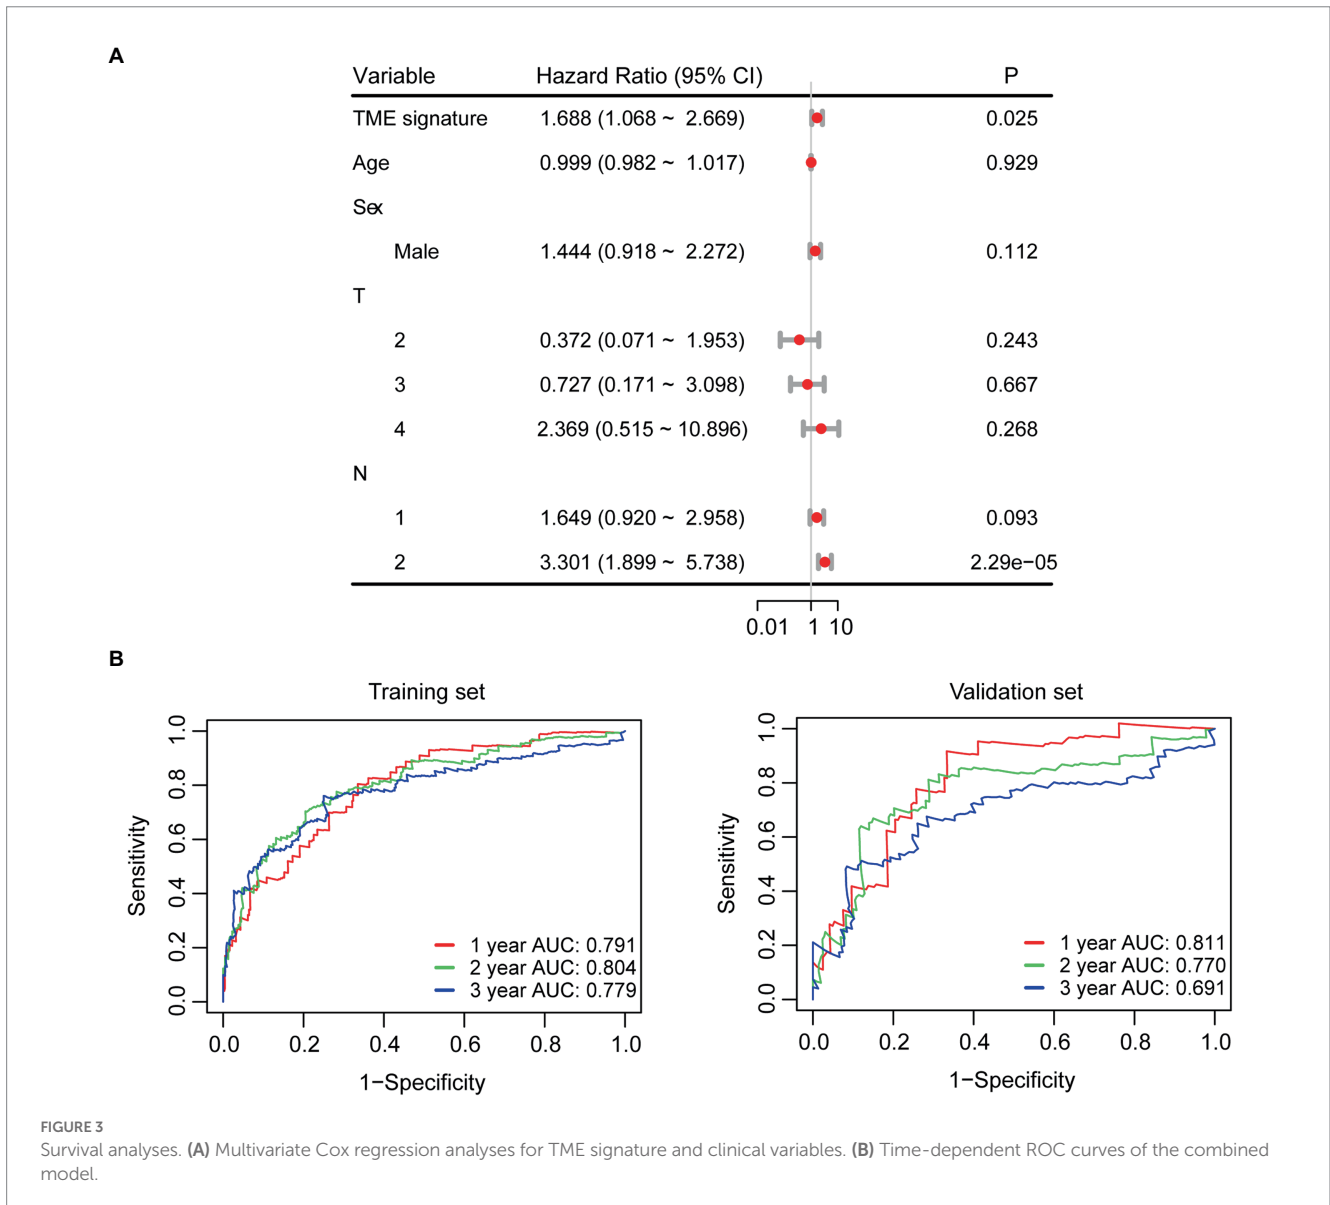 A
Variable Hazard Ratio (95% CI) P
TME signature 1.688 (1.068 ~ 2.669) 0.025
Age 0.999 (0.982 ~ 1.017) 0.929
Sex
Male 1.444 (0.918 ~ 2.272) 0.112
T
2 0.372 (0.071 ~ 1.953) 0.243
3 0.727 (0.171 ~ 3.098) 0.667
4 2.369 (0.515 ~ 10.896) 0.268
N
1 1.649 (0.920 ~ 2.958) 0.093
2 3.301 (1.899 ~ 5.738) 2.29e−05
0.01 1 10
B
Training set
Sensitivity
1.0
0.8
0.6
0.4
0.2
0.0
1 year AUC: 0.791
2 year AUC: 0.804
3 year AUC: 0.779
0.0 0.2 0.4 0.6 0.8 1.0
1−Specificity
Validation set
Sensitivity
1.0
0.8
0.6
0.4
0.2
0.0
1 year AUC: 0.811
2 year AUC: 0.770
3 year AUC: 0.691
0.0 0.2 0.4 0.6 0.8 1.0
1−Specificity
FIGURE 3
Survival analyses. (A) Multivariate Cox regression analyses for TME signature and clinical variables. (B) Time-dependent ROC curves of the combined
model.